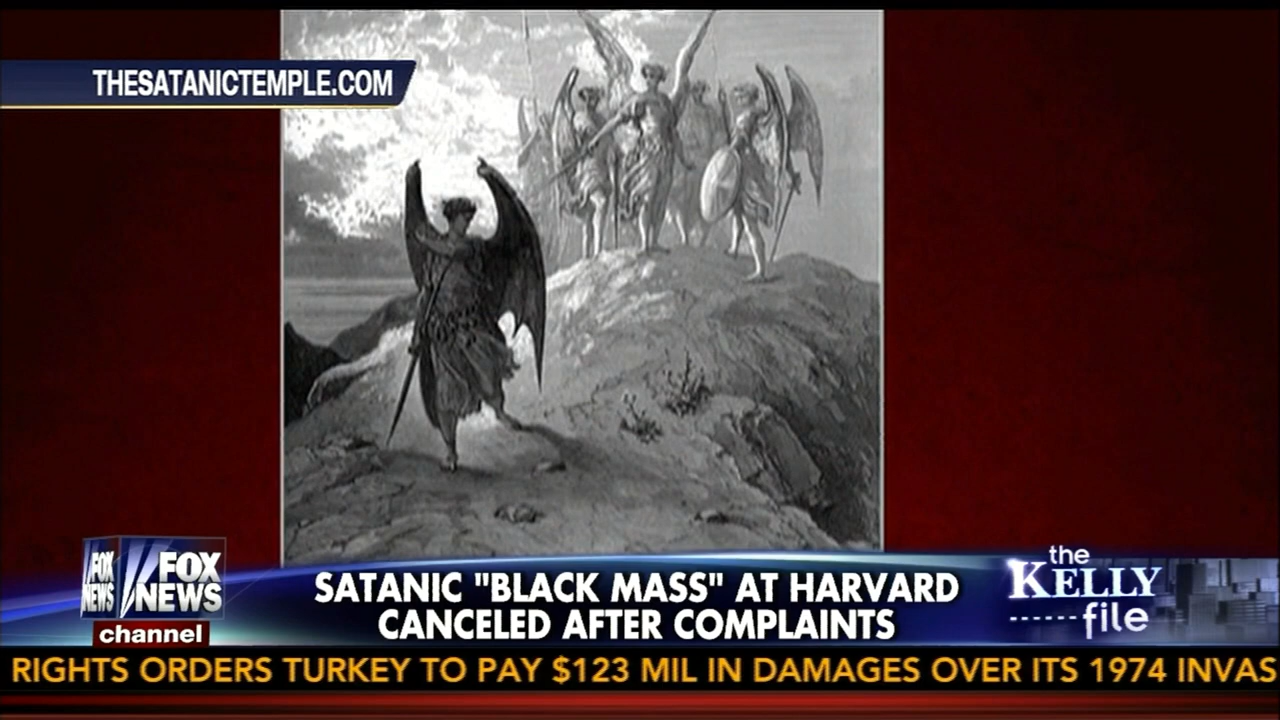 THESATANICTEMPLE.COM
FOX
NEWS
FOX
NEWS
channel
SATANIC "BLACK MASS" AT HARVARD
CANCELED AFTER COMPLAINTS
the
KELLY
file
RIGHTS ORDERS TURKEY TO PAY $123 MIL IN DAMAGES OVER ITS 1974 INVAS